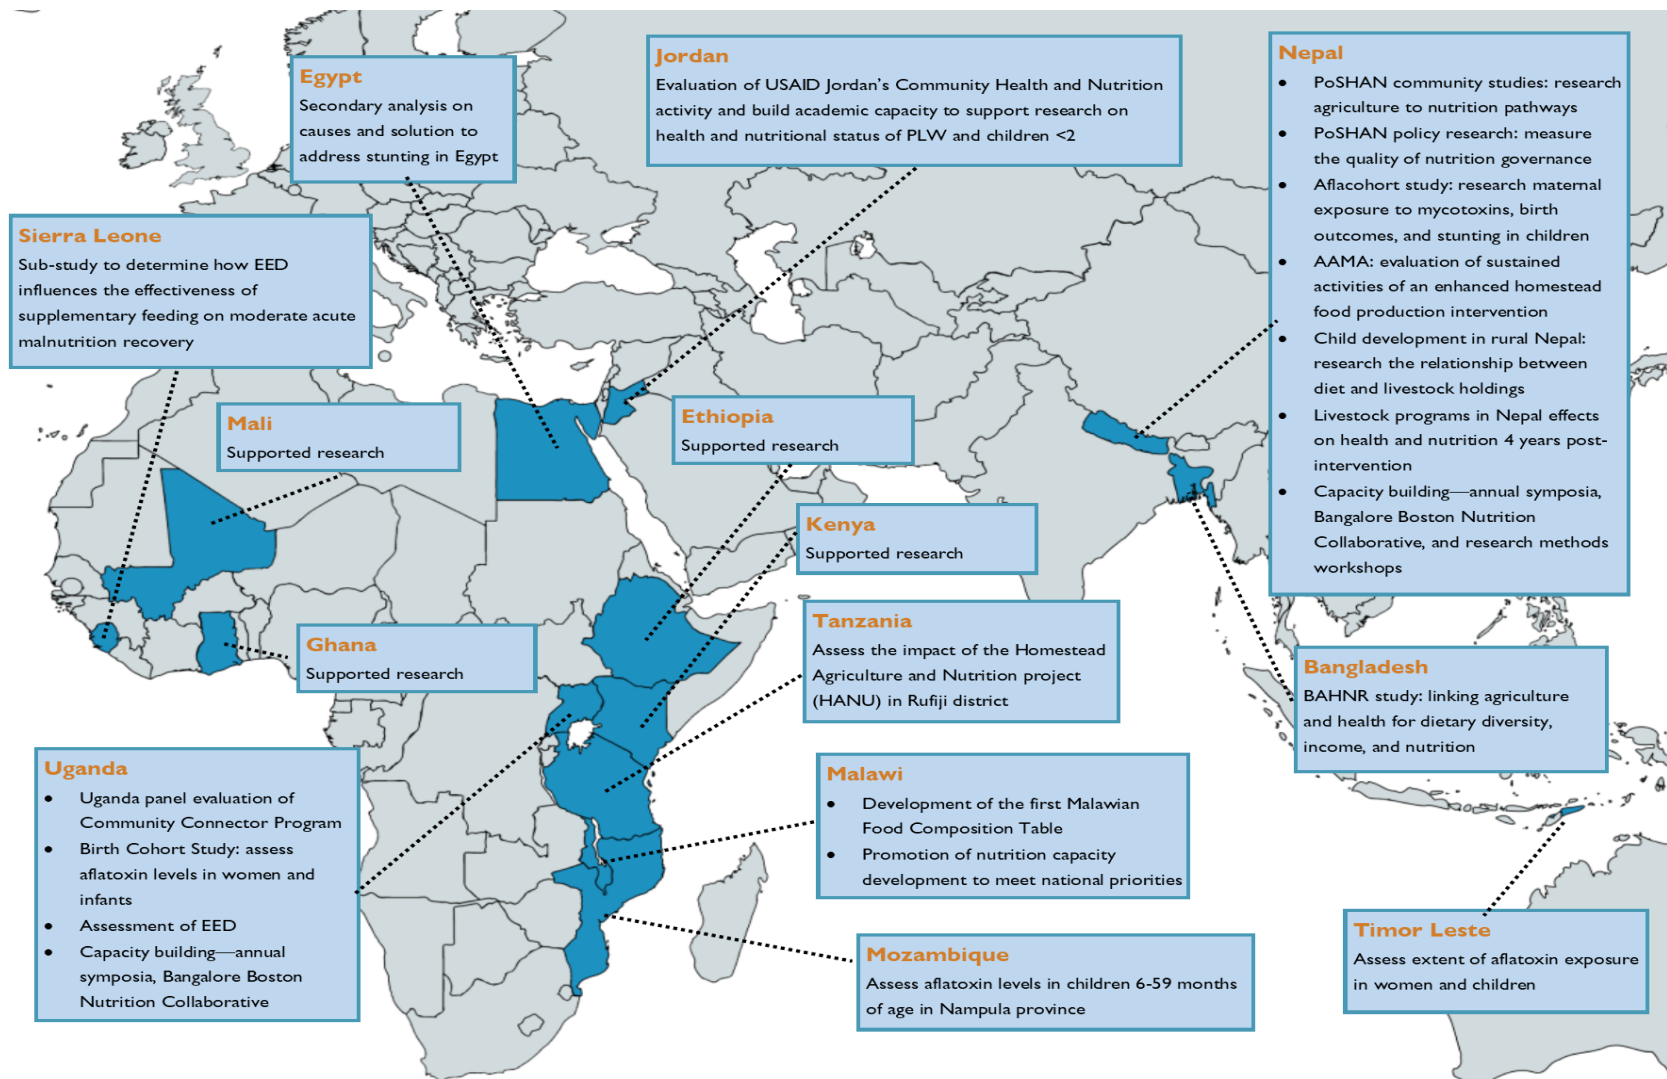 Egypt
Secondary analysis on
causes and solution to
address stunting in Egypt
Jordan
Evaluation of USAID Jordan's Community Health and Nutrition
activity and build academic capacity to support research on
health and nutritional status of PLW and children <2
Nepal
• PoSHAN community studies: research
agriculture to nutrition pathways
• PoSHAN policy research: measure
the quality of nutrition governance
• Aflacohort study: research maternal
exposure to mycotoxins, birth
outcomes, and stunting in children
• AAMA: evaluation of sustained
activities of an enhanced homestead
food production intervention
• Child development in rural Nepal:
research the relationship between
diet and livestock holdings
• Livestock programs in Nepal effects
on health and nutrition 4 years post-
intervention
• Capacity building—annual symposia,
Bangalore Boston Nutrition
Collaborative, and research methods
workshops
Sierra Leone
Sub-study to determine how EED
influences the effectiveness of
supplementary feeding on moderate acute
malnutrition recovery
Mali
Supported research
Ethiopia
Supported research
Kenya
Supported research
Ghana
Supported research
Tanzania
Assess the impact of the Homestead
Agriculture and Nutrition project
(HANU) in Rufiji district
Bangladesh
BAHNR study: linking agriculture
and health for dietary diversity,
income, and nutrition
Uganda
• Uganda panel evaluation of
Community Connector Program
• Birth Cohort Study: assess
aflatoxin levels in women and
infants
• Assessment of EED
• Capacity building—annual
symposia, Bangalore Boston
Nutrition Collaborative
Malawi
• Development of the first Malawian
Food Composition Table
• Promotion of nutrition capacity
development to meet national priorities
Mozambique
Assess aflatoxin levels in children 6-59 months
of age in Nampula province
Timor Leste
Assess extent of aflatoxin exposure
in women and children